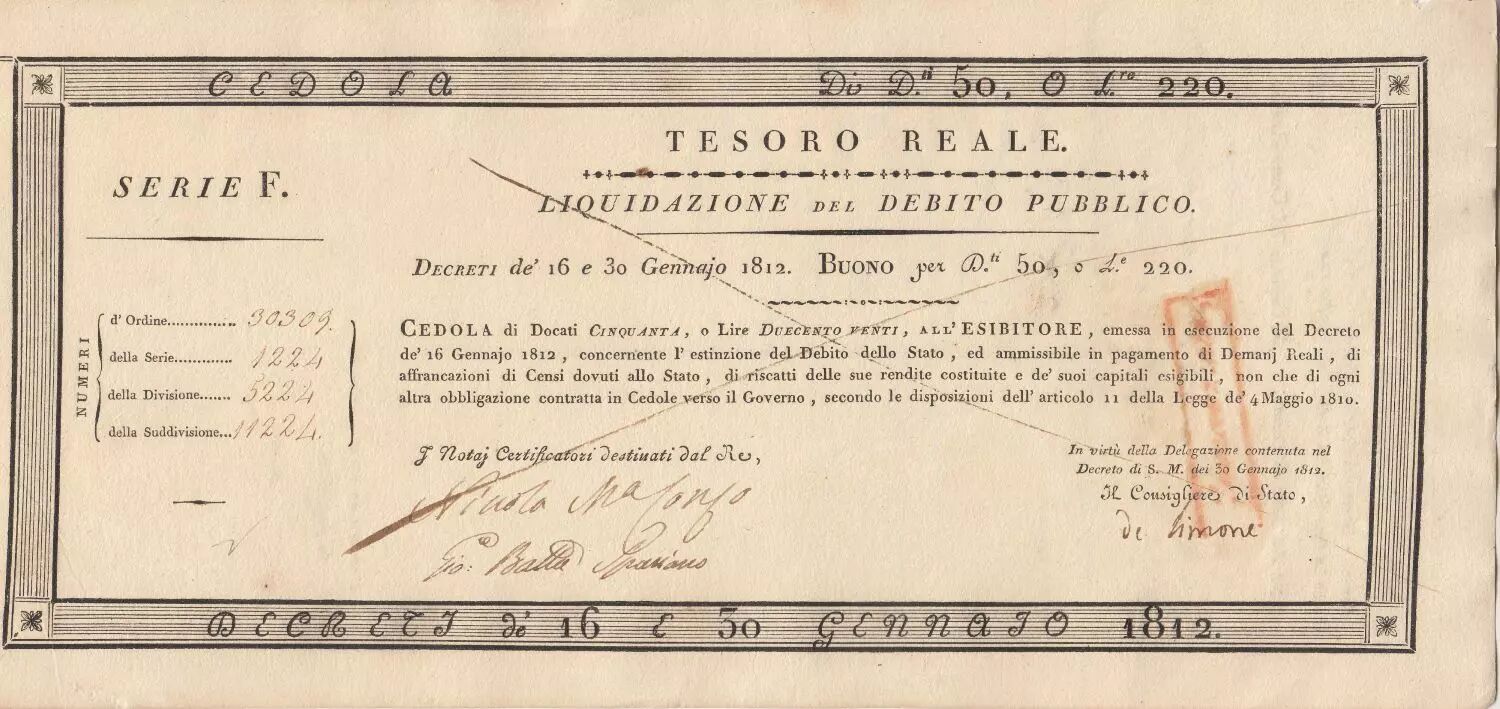 CEDOLA Di D.ti 50, O L.re 220.
SERIE F.
TESORO REALE.
LIQUIDAZIONE DEL DEBITO PUBBLICO.
DECRETI de' 16 e 30 Gennajo 1812. BUONO per D.ti 50, o L.e 220.
NUMERI
d' Ordine.............. 30309.
della Serie............ 1224
della Divisione....... 5224
della Suddivisione... 11224.
CEDOLA di Docati CINQUANTA, o Lire DUECENTO VENTI, ALL' ESIBITORE, emessa in esecuzione del Decreto
de' 16 Gennajo 1812, concernente l' estinzione del Debito dello Stato, ed ammissibile in pagamento di Demanj Reali, di
affrancazioni di Censi dovuti allo Stato, di riscatti delle sue rendite costituite e de' suoi capitali esigibili, non che di ogni
altra obbligazione contratta in Cedole verso il Governo, secondo le disposizioni dell' articolo 11 della Legge de' 4 Maggio 1810.
I Notaj Certificatori destinati dal Re,
Nicola
Gio: Batta
In virtù della Delegazione contenuta nel
Decreto di S. M. dei 30 Gennajo 1812.
Il Consigliere di Stato,
de Simone
DECRETI de' 16 E 30 GENNAIO 1812.